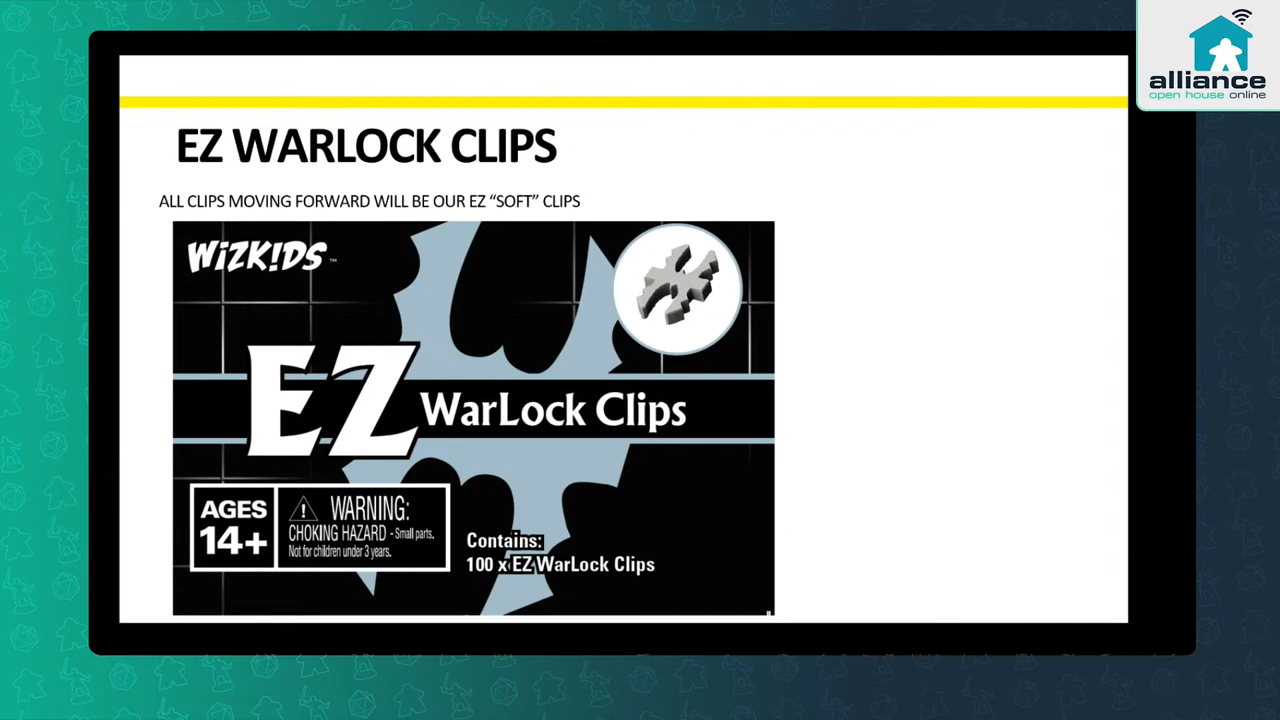 alliance
open house online
EZ WARLOCK CLIPS
ALL CLIPS MOVING FORWARD WILL BE OUR EZ “SOFT” CLIPS
WIZK!DS™
EZ WarLock Clips
AGES
14+
WARNING:
CHOKING HAZARD - Small parts.
Not for children under 3 years.
Contains:
100 x EZ WarLock Clips